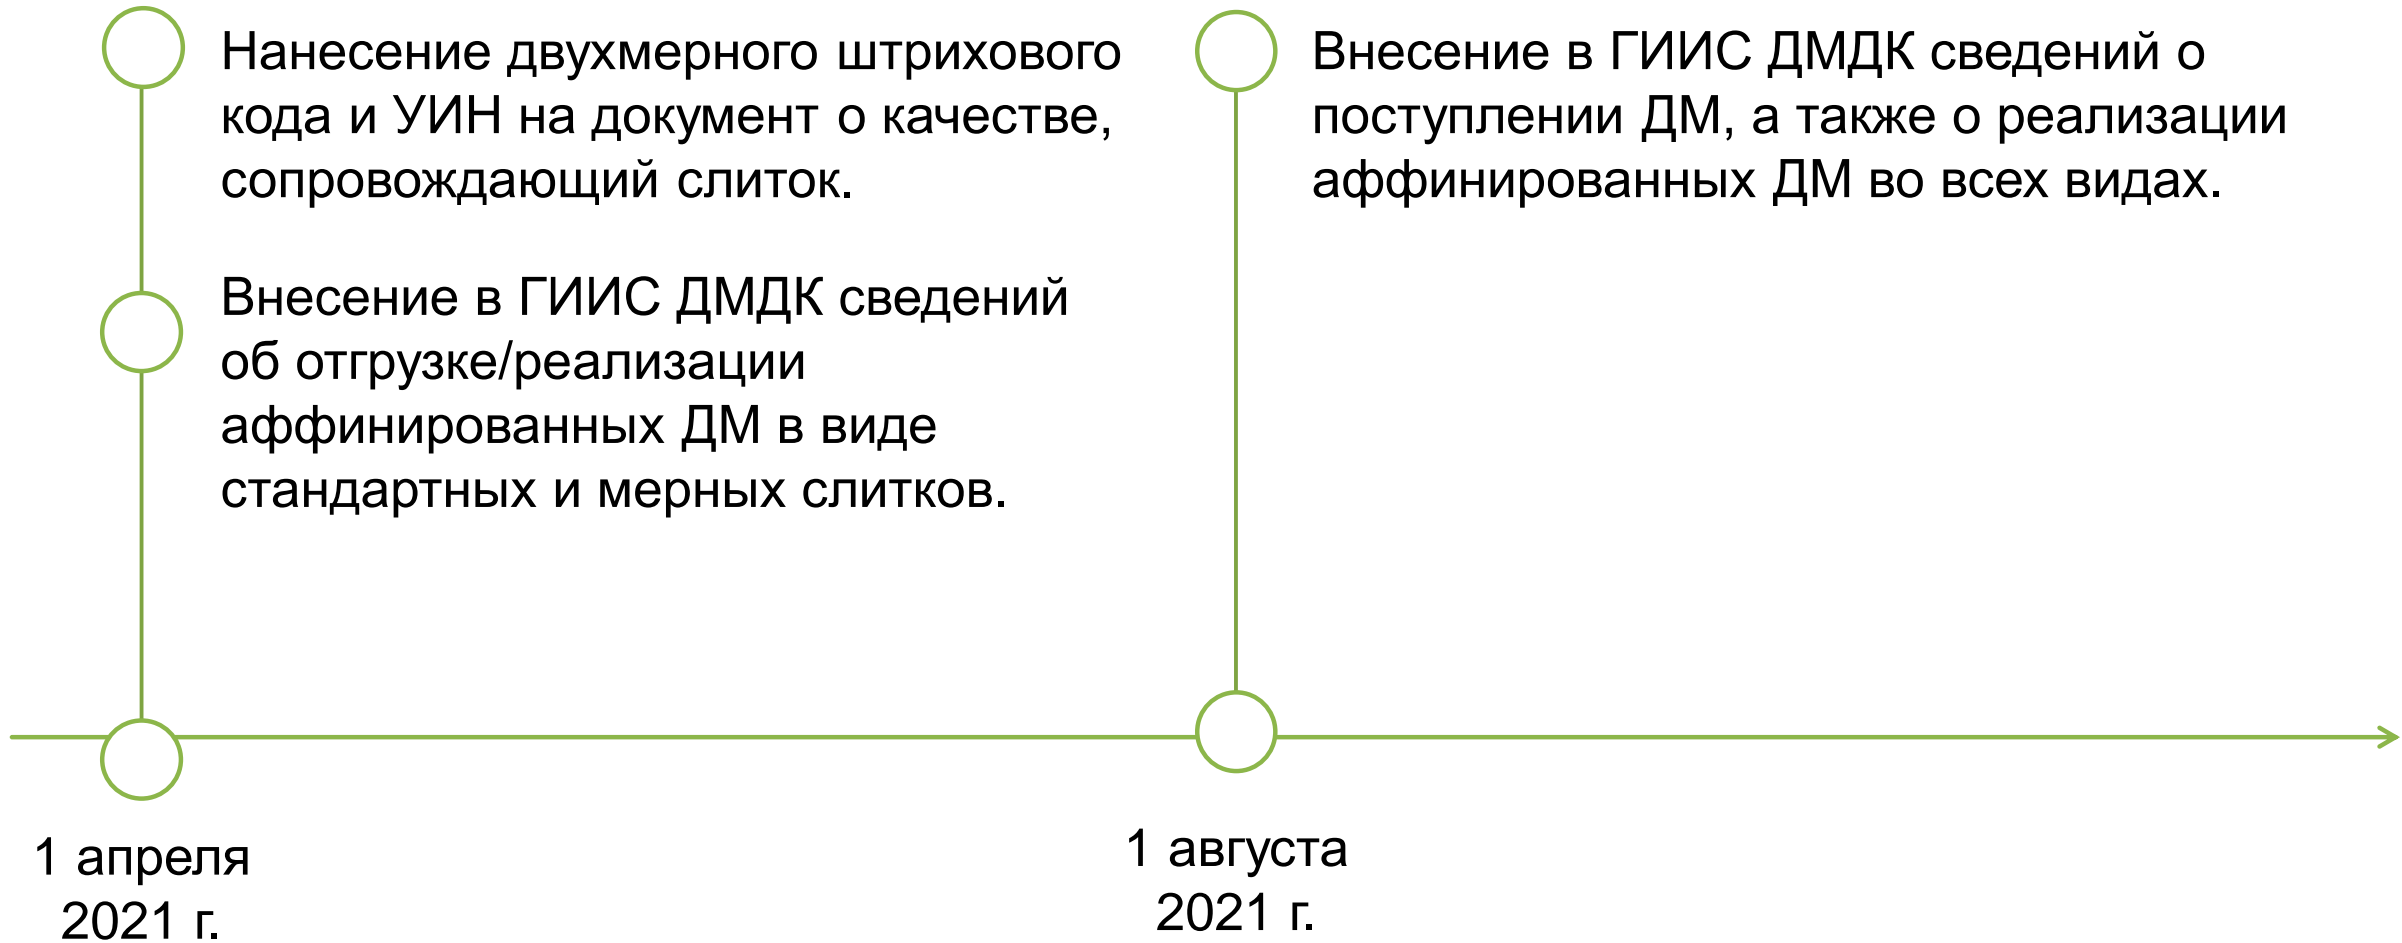 Нанесение двухмерного штрихового
кода и УИН на документ о качестве,
сопровождающий слиток.
Внесение в ГИИС ДМДК сведений
об отгрузке/реализации
аффинированных ДМ в виде
стандартных и мерных слитков.
1 апреля
2021 г.
Внесение в ГИИС ДМДК сведений о
поступлении ДМ, а также о реализации
аффинированных ДМ во всех видах.
1 августа
2021 г.